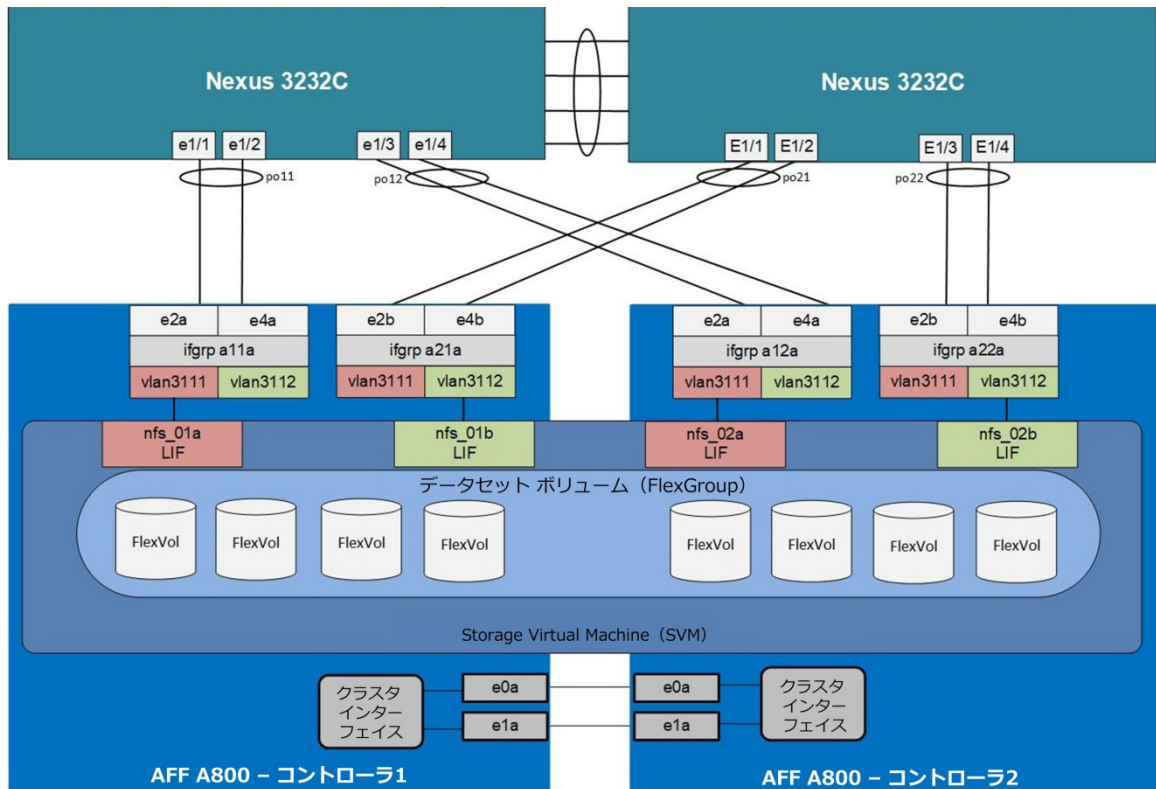 Nexus 3232C
Nexus 3232C
e1/1 e1/2 e1/3 e1/4
E1/1 E1/2 E1/3 E1/4
po11 po12 po21 po22
e2a e4a e2b e4b
ifgrp a11a ifgrp a21a
vlan3111 vlan3112 vlan3111 vlan3112
e2a e4a e2b e4b
ifgrp a12a ifgrp a22a
vlan3111 vlan3112 vlan3111 vlan3112
nfs_01a
LIF
nfs_01b
LIF
nfs_02a
LIF
nfs_02b
LIF
データセット ボリューム（FlexGroup）
FlexVol FlexVol FlexVol FlexVol FlexVol FlexVol FlexVol FlexVol
Storage Virtual Machine（SVM）
クラスタ
インター
フェイス
e0a e0a
e1a e1a
クラスタ
インター
フェイス
AFF A800 – コントローラ1
AFF A800 – コントローラ2